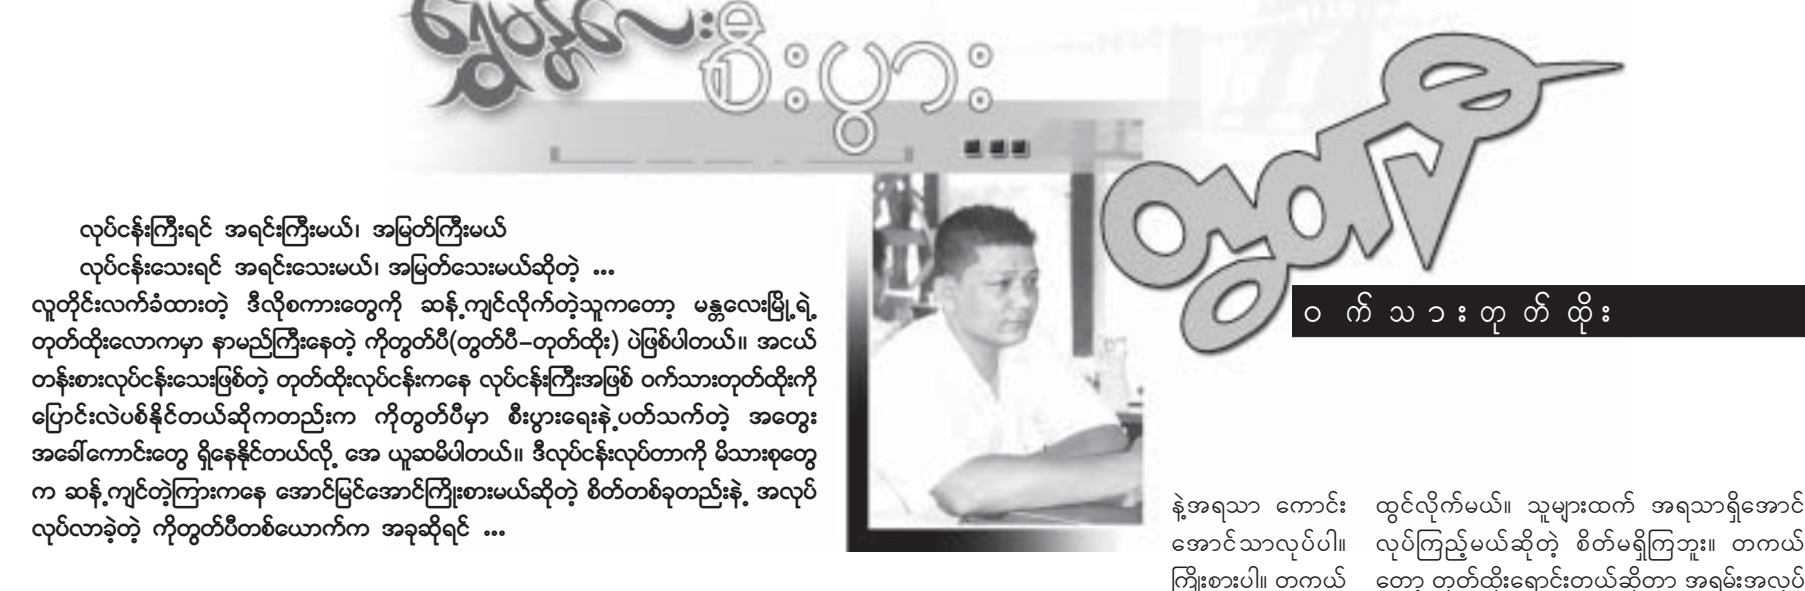 ရွှေမန္တလေး စီးပွား
တွတ်ပီ
ဝက်သားတုတ်ထိုး
လုပ်ငန်းကြီးရင် အရင်းကြီးမယ်၊ အမြတ်ကြီးမယ်
လုပ်ငန်းသေးရင် အရင်းသေးမယ်၊ အမြတ်သေးမယ်ဆိုတဲ့ ...
လူတိုင်းလက်ခံထားတဲ့ ဒီလိုစကားတွေကို ဆန့်ကျင်လိုက်တဲ့သူကတော့ မန္တလေးမြို့ရဲ့
တုတ်ထိုးလောကမှာ နာမည်ကြီးနေတဲ့ ကိုတွတ်ပီ(တွတ်ပီ–တုတ်ထိုး) ပဲဖြစ်ပါတယ်။ အငယ်
တန်းစားလုပ်ငန်းသေးဖြစ်တဲ့ တုတ်ထိုးလုပ်ငန်းကနေ လုပ်ငန်းကြီးအဖြစ် ဝက်သားတုတ်ထိုးကို
ပြောင်းလဲပစ်နိုင်တယ်ဆိုကတည်းက ကိုတွတ်ပီမှာ စီးပွားရေးနဲ့ပတ်သက်တဲ့ အတွေး
အခေါ်ကောင်းတွေ ရှိနေနိုင်တယ်လို့ အေ ယူဆမိပါတယ်။ ဒီလုပ်ငန်းလုပ်တာကို မိသားစုတွေ
က ဆန့်ကျင်တဲ့ကြားကနေ အောင်မြင်အောင်ကြိုးစားမယ်ဆိုတဲ့ စိတ်တစ်ခုတည်းနဲ့ အလုပ်
လုပ်လာခဲ့တဲ့ ကိုတွတ်ပီတစ်ယောက်က အခုဆိုရင် ...
နဲ့အရသာ ကောင်း
အောင်သာလုပ်ပါ။
ကြိုးစားပါ။ တကယ်
ထွင်လိုက်မယ်။ သူများထက် အရသာရှိအောင်
လုပ်ကြည့်မယ်ဆိုတဲ့ စိတ်မရှိကြဘူး။ တကယ်
တော့ တုတ်ထိုးရောင်းတယ်ဆိုတာ အရမ်းအလုပ်